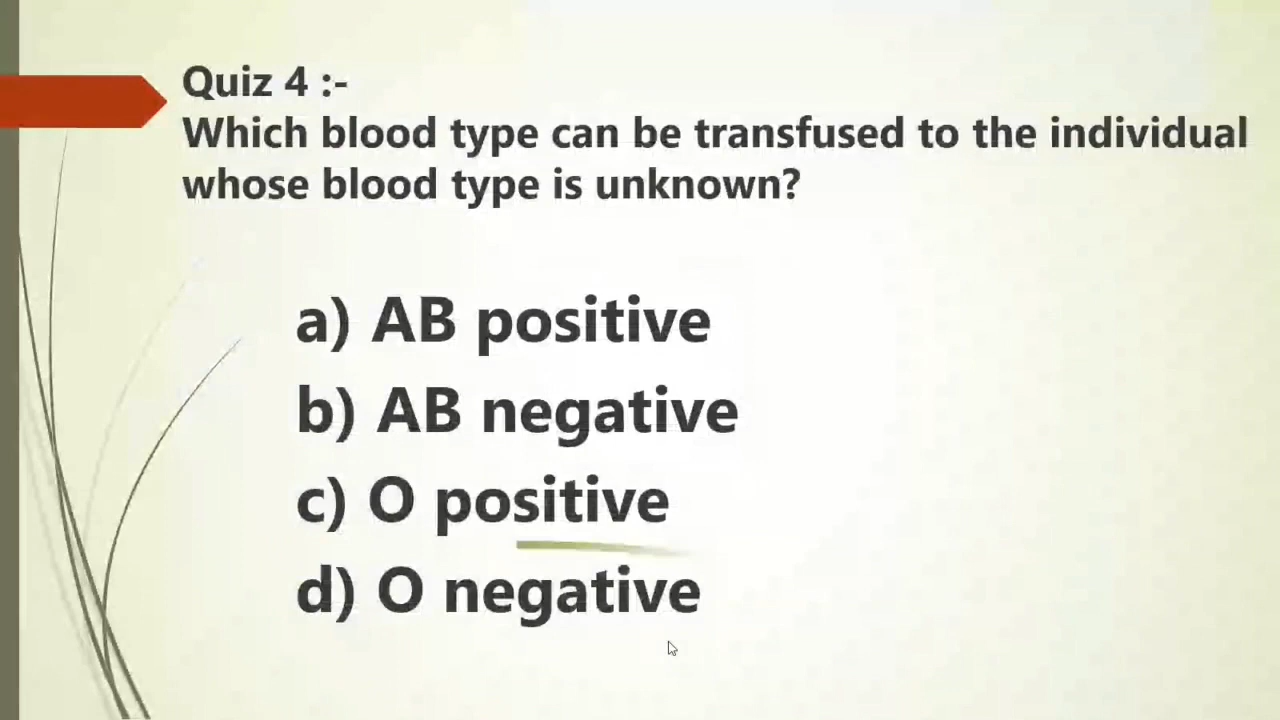 Quiz 4 :-
Which blood type can be transfused to the individual
whose blood type is unknown?
a) AB positive
b) AB negative
c) O positive
d) O negative